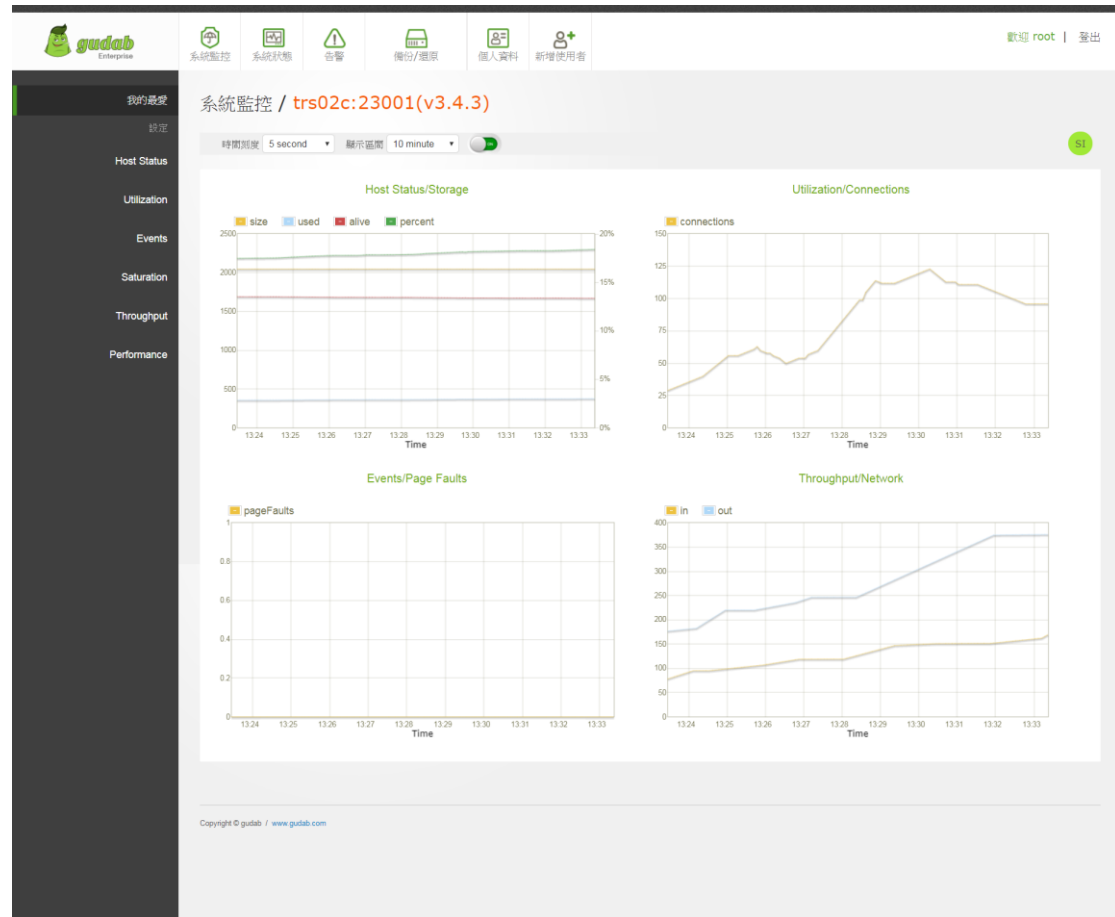 gudab
Enterprise
系統監控 系統狀態 告警 備份/還原 個人資料 新增使用者
歡迎 root | 登出
我的最愛
設定
Host Status
Utilization
Events
Saturation
Throughput
Performance
系統監控 / trs02c:23001(v3.4.3)
時間刻度 5 second 顯示區間 10 minute ON
SI
Host Status/Storage
size used alive percent
2500 20%
2000
15%
1500
10%
1000
5%
500
0 0%
13:24 13:25 13:26 13:27 13:28 13:29 13:30 13:31 13:32 13:33
Time
Utilization/Connections
connections
150
125
100
75
50
25
0
13:24 13:25 13:26 13:27 13:28 13:29 13:30 13:31 13:32 13:33
Time
Events/Page Faults
pageFaults
1
0.8
0.6
0.4
0.2
0
13:24 13:25 13:26 13:27 13:28 13:29 13:30 13:31 13:32 13:33
Time
Throughput/Network
in out
400
350
300
250
200
150
100
50
0
13:24 13:25 13:26 13:27 13:28 13:29 13:30 13:31 13:32 13:33
Time
Copyright © gudab / www.gudab.com